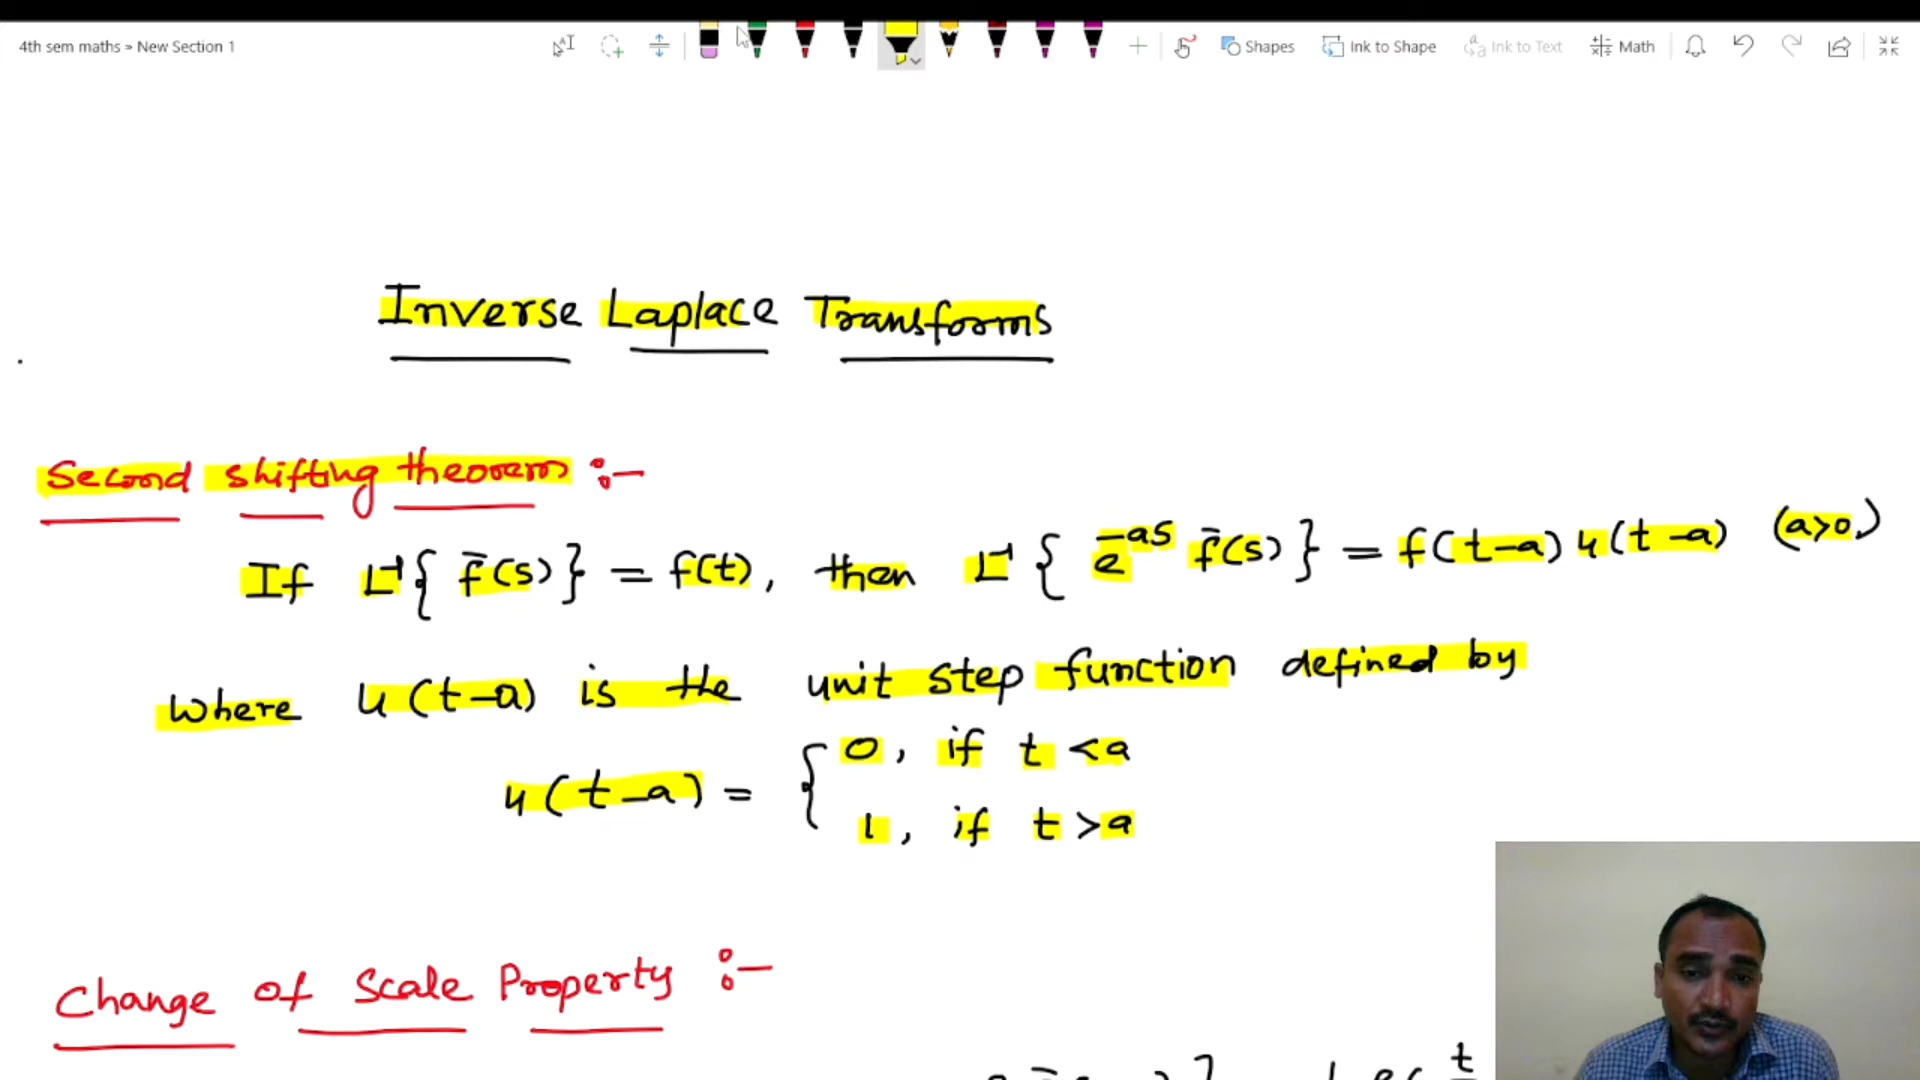 4th sem maths » New Section 1
Shapes Ink to Shape Ink to Text Math
Inverse Laplace Transforms
Second shifting theorem :-
If L⁻¹{ f̄(s)} = f(t), then L⁻¹{ e^-as f̄(s)} = f(t-a) u(t-a) (a>0)
Where u(t-a) is the unit step function defined by
u(t-a) = { 0, if t <a
1, if t >a
Change of Scale Property :-